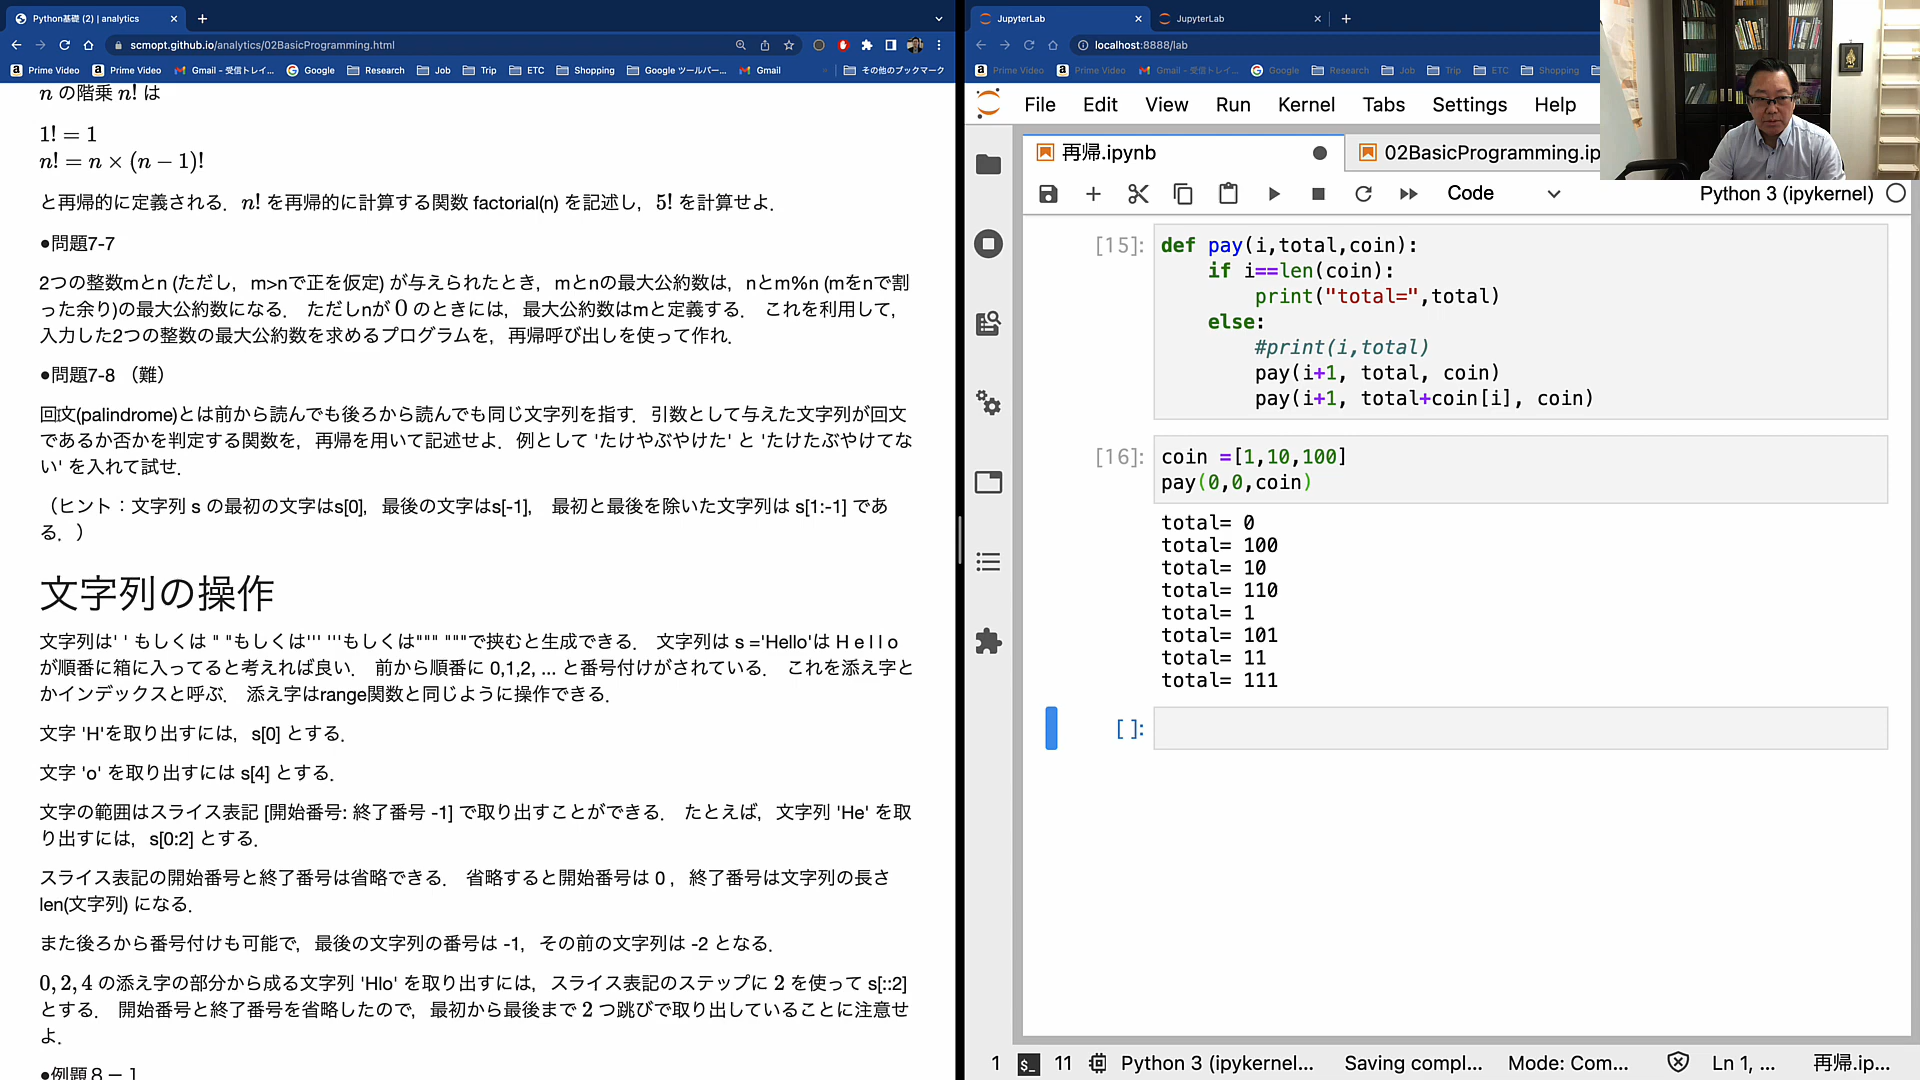 Python基礎 (2) | analytics
scmopt.github.io/analytics/02BasicProgramming.html
Prime Video Prime Video Gmail - 受信トレイ... Google Research Job Trip ETC Shopping Google ツールバー... Gmail » その他のブックマーク
n の階乗 n! は
1! = 1
n! = n × (n − 1)!
と再帰的に定義される． n! を再帰的に計算する関数 factorial(n) を記述し，5! を計算せよ．
●問題7-7
2つの整数mとn (ただし，m>nで正を仮定) が与えられたとき，mとnの最大公約数は，nとm%n (mをnで割
った余り)の最大公約数になる． ただしnが 0 のときには，最大公約数はmと定義する． これを利用して，
入力した2つの整数の最大公約数を求めるプログラムを，再帰呼び出しを使って作れ．
●問題7-8 （難）
回文(palindrome)とは前から読んでも後ろから読んでも同じ文字列を指す．引数として与えた文字列が回文
であるか否かを判定する関数を，再帰を用いて記述せよ．例として 'たけやぶやけた' と 'たけたぶやけてな
い' を入れて試せ．
（ヒント：文字列 s の最初の文字はs[0]，最後の文字はs[-1]， 最初と最後を除いた文字列は s[1:-1] であ
る．）
文字列の操作
文字列は' ' もしくは " "もしくは''' '''もしくは""" """で挟むと生成できる． 文字列は s ='Hello'は H e l l o
が順番に箱に入ってると考えれば良い． 前から順番に 0,1,2, ... と番号付けがされている． これを添え字と
かインデックスと呼ぶ． 添え字はrange関数と同じように操作できる．
文字 'H'を取り出すには，s[0] とする．
文字 'o' を取り出すには s[4] とする．
文字の範囲はスライス表記 [開始番号: 終了番号 -1] で取り出すことができる． たとえば，文字列 'He' を取
り出すには，s[0:2] とする．
スライス表記の開始番号と終了番号は省略できる． 省略すると開始番号は 0 ，終了番号は文字列の長さ
len(文字列) になる．
また後ろから番号付けも可能で，最後の文字列の番号は -1，その前の文字列は -2 となる．
0, 2, 4 の添え字の部分から成る文字列 'Hlo' を取り出すには，スライス表記のステップに 2 を使って s[::2]
とする． 開始番号と終了番号を省略したので，最初から最後まで 2 つ跳びで取り出していることに注意せ
よ．
●例題８－１
JupyterLab JupyterLab
localhost:8888/lab
Prime Video Prime Video Gmail - 受信トレイ... Google Research Job Trip ETC Shopping
File Edit View Run Kernel Tabs Settings Help
再帰.ipynb 02BasicProgramming.ip
Code Python 3 (ipykernel)
[15]: def pay(i,total,coin):
if i==len(coin):
print("total=",total)
else:
#print(i,total)
pay(i+1, total, coin)
pay(i+1, total+coin[i], coin)
[16]: coin =[1,10,100]
pay(0,0,coin)
total= 0
total= 100
total= 10
total= 110
total= 1
total= 101
total= 11
total= 111
[ ]:
1 11 Python 3 (ipykernel... Saving compl... Mode: Com... Ln 1, ... 再帰.ip...